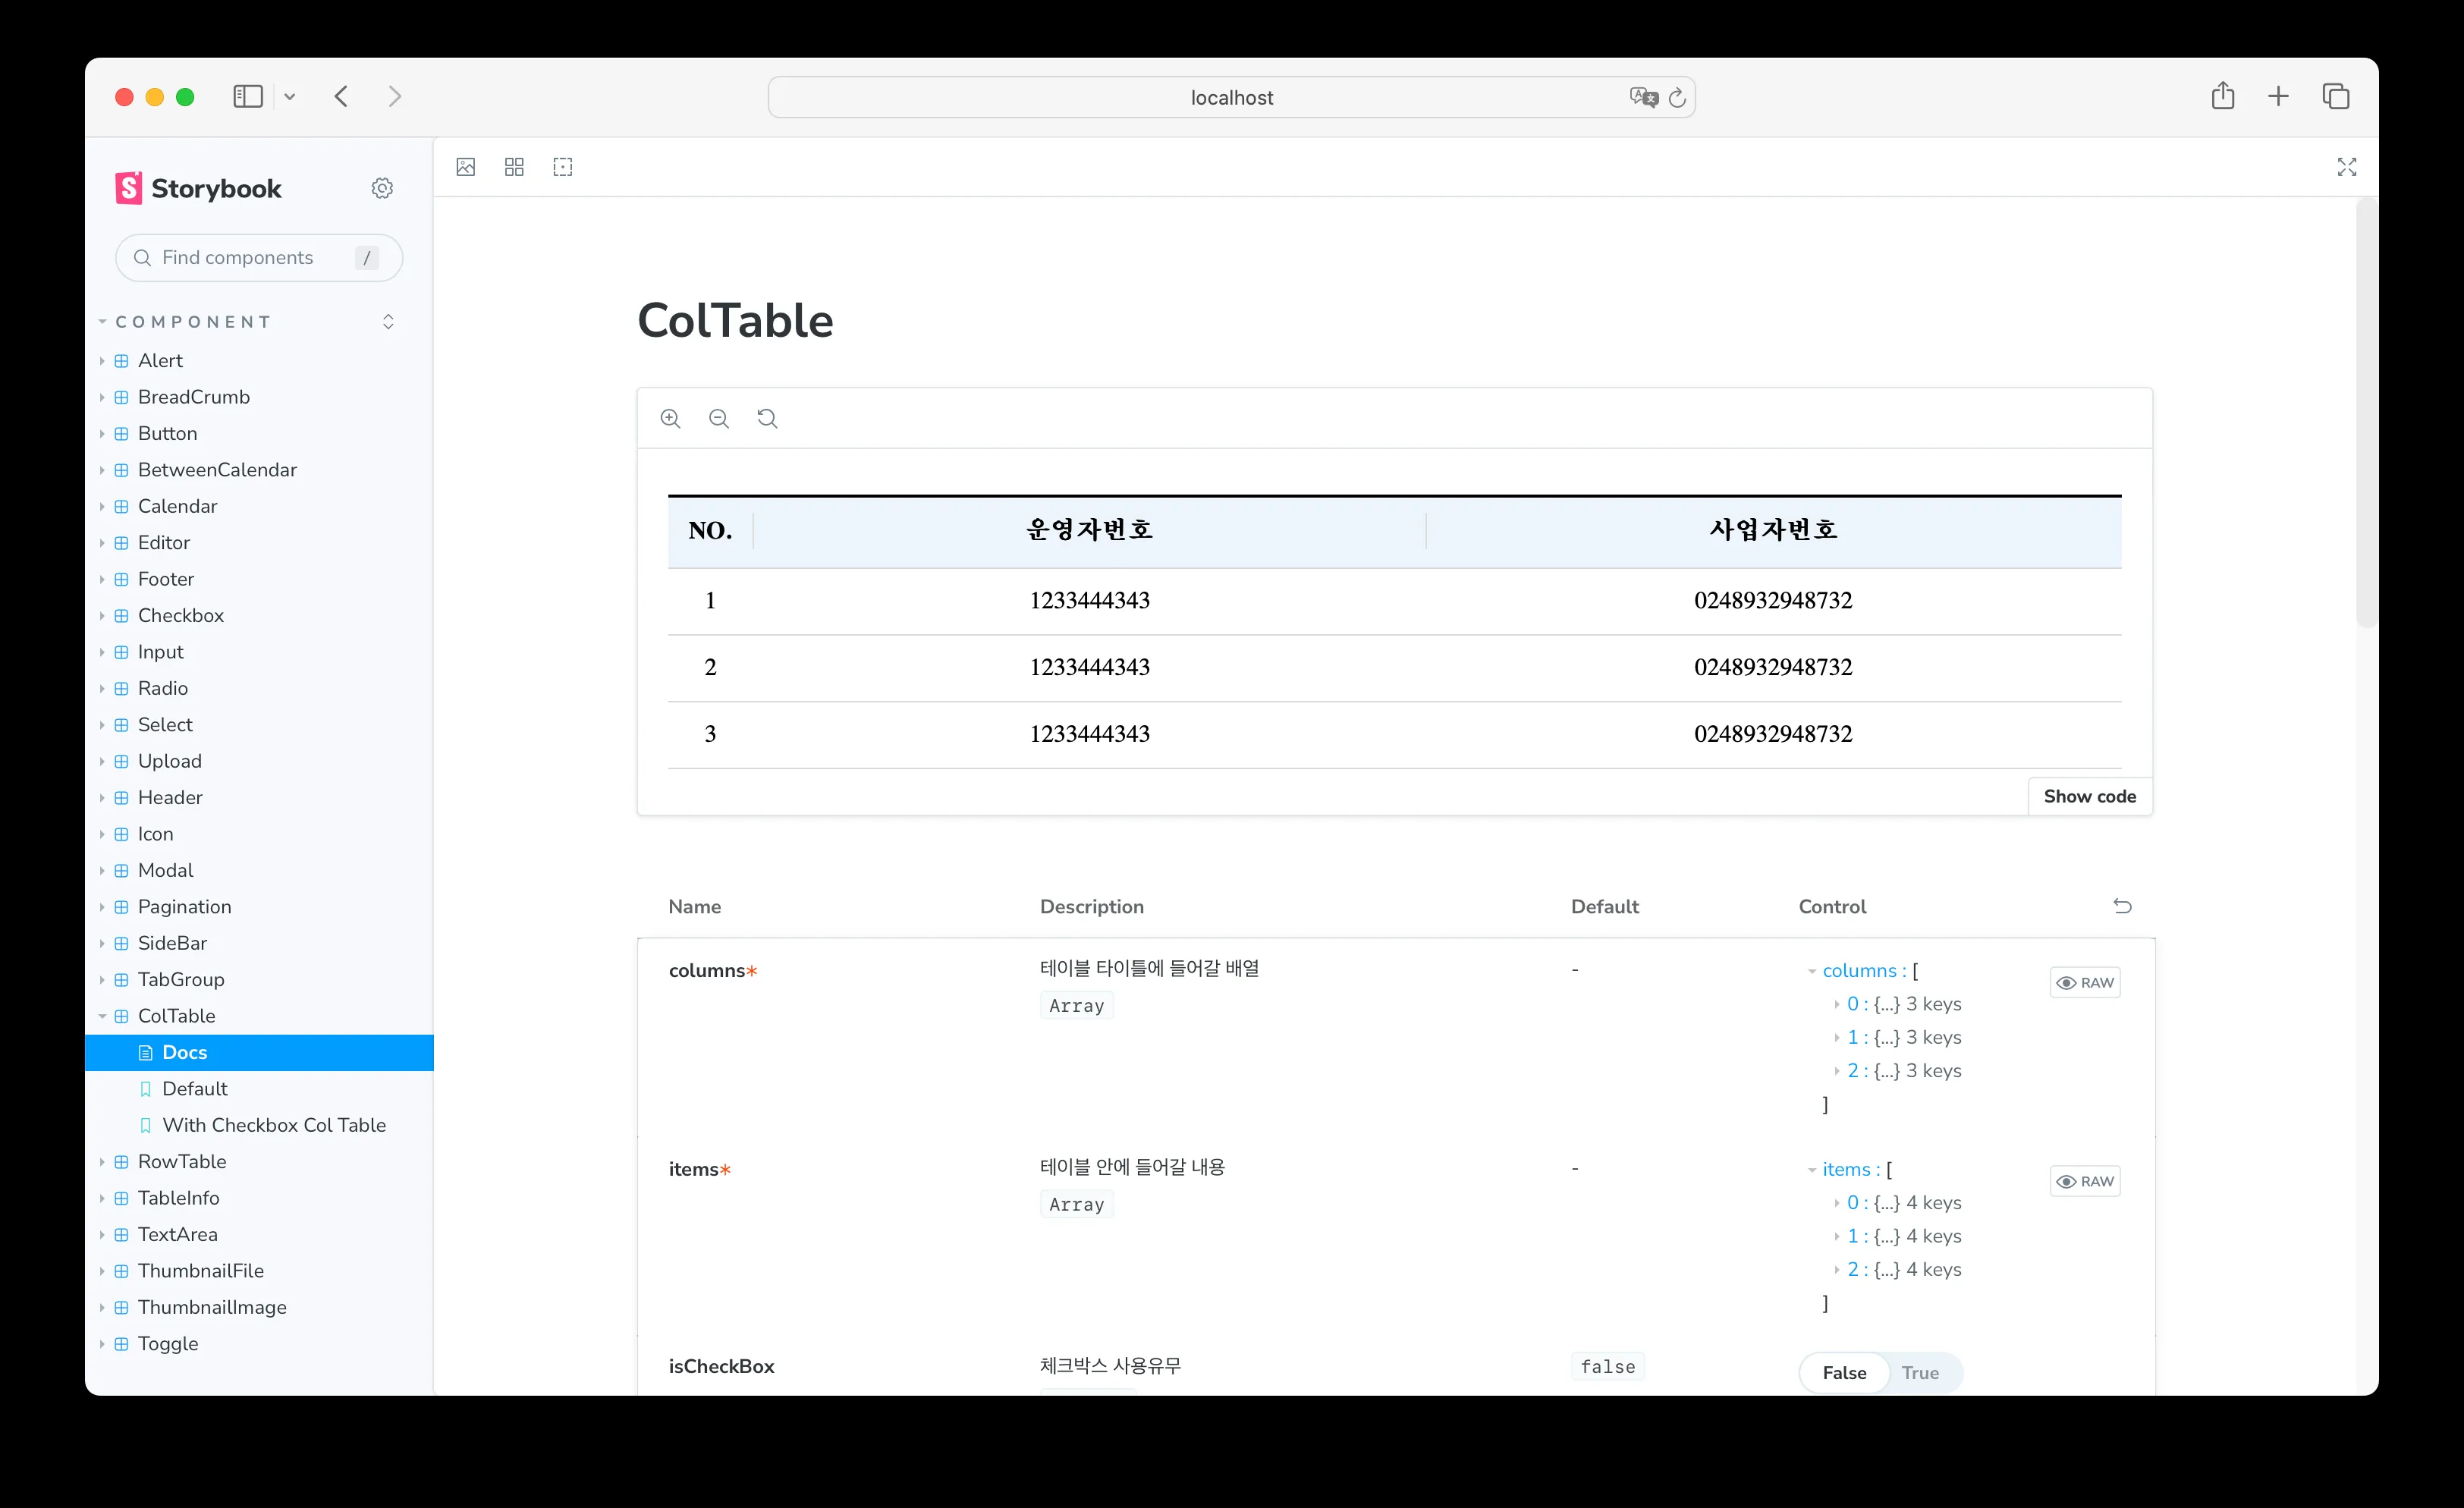 localhost
Storybook
Find components /
COMPONENT
Alert
BreadCrumb
Button
BetweenCalendar
Calendar
Editor
Footer
Checkbox
Input
Radio
Select
Upload
Header
Icon
Modal
Pagination
SideBar
TabGroup
ColTable
Docs
Default
With Checkbox Col Table
RowTable
TableInfo
TextArea
ThumbnailFile
ThumbnailImage
Toggle
ColTable
NO. 운영자번호 사업자번호
1 1233444343 0248932948732
2 1233444343 0248932948732
3 1233444343 0248932948732
Show code
Name Description Default Control
columns* 테이블 타이틀에 들어갈 배열 - columns : [ RAW
Array 0 : {...} 3 keys
1 : {...} 3 keys
2 : {...} 3 keys
]
items* 테이블 안에 들어갈 내용 - items : [ RAW
Array 0 : {...} 4 keys
1 : {...} 4 keys
2 : {...} 4 keys
]
isCheckBox 체크박스 사용유무 false False True